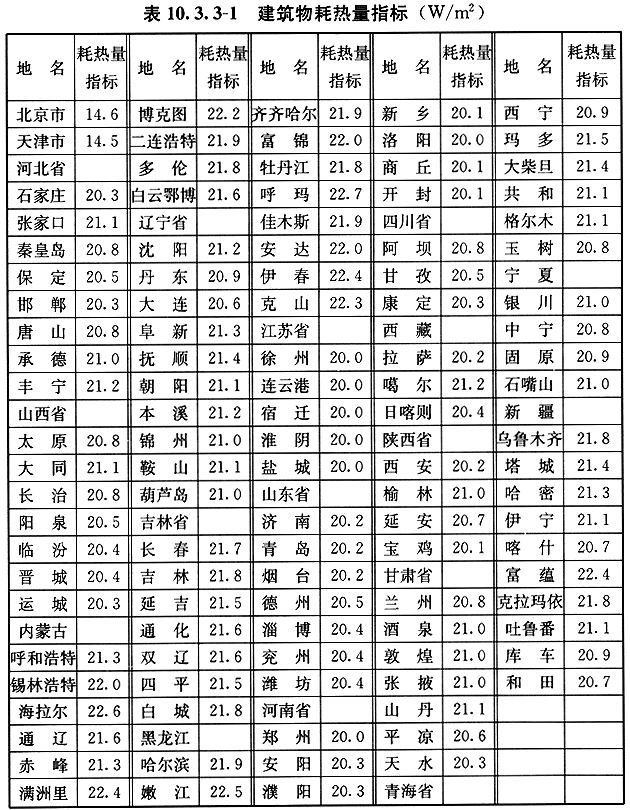 表 10.3.3-1 建筑物耗热量指标(W/m²)
地 名 耗热量指标 地 名 耗热量指标 地 名 耗热量指标 地 名 耗热量指标 地 名 耗热量指标
北京市 14.6 博克图 22.2 齐齐哈尔 21.9 新 乡 20.1 西 宁 20.9
天津市 14.5 二连浩特 21.9 富 锦 22.0 洛 阳 20.0 玛 多 21.5
河北省 多 伦 21.8 牡丹江 21.8 商 丘 20.1 大柴旦 21.4
石家庄 20.3 白云鄂博 21.6 呼 玛 22.7 开 封 20.1 共 和 21.1
张家口 21.1 辽宁省 佳木斯 21.9 四川省 格尔木 21.1
秦皇岛 20.8 沈 阳 21.2 安 达 22.0 阿 坝 20.8 玉 树 20.8
保 定 20.5 丹 东 20.9 伊 春 22.4 甘 孜 20.5 宁 夏
邯 郸 20.3 大 连 20.6 克 山 22.3 康 定 20.3 银 川 21.0
唐 山 20.8 阜 新 21.3 江苏省 西 藏 中 宁 20.8
承 德 21.0 抚 顺 21.4 徐 州 20.0 拉 萨 20.2 固 原 20.9
丰 宁 21.2 朝 阳 21.1 连云港 20.0 噶 尔 21.2 石嘴山 21.0
山西省 本 溪 21.2 宿 迁 20.0 日喀则 20.4 新 疆
太 原 20.8 锦 州 21.0 淮 阴 20.0 陕西省 乌鲁木齐 21.8
大 同 21.1 鞍 山 21.1 盐 城 20.0 西 安 20.2 塔 城 21.4
长 治 20.8 葫芦岛 21.0 山东省 榆 林 21.0 哈 密 21.3
阳 泉 20.5 吉林省 济 南 20.2 延 安 20.7 伊 宁 21.1
临 汾 20.4 长 春 21.7 青 岛 20.2 宝 鸡 20.1 喀 什 20.7
晋 城 20.4 吉 林 21.8 烟 台 20.2 甘肃省 富 蕴 22.4
运 城 20.3 延 吉 21.5 德 州 20.5 兰 州 20.8 克拉玛依 21.8
内蒙古 通 化 21.6 淄 博 20.4 酒 泉 21.0 吐鲁番 21.1
呼和浩特 21.3 双 辽 21.6 兖 州 20.4 敦 煌 21.0 库 车 20.9
锡林浩特 22.0 四 平 21.5 潍 坊 20.4 张 掖 21.0 和 田 20.7
海拉尔 22.6 白 城 21.8 河南省 山 丹 21.1
通 辽 21.6 黑龙江 郑 州 20.0 平 凉 20.6
赤 峰 21.3 哈尔滨 21.9 安 阳 20.3 天 水 20.3
满洲里 22.4 嫩 江 22.5 濮 阳 20.3 青海省